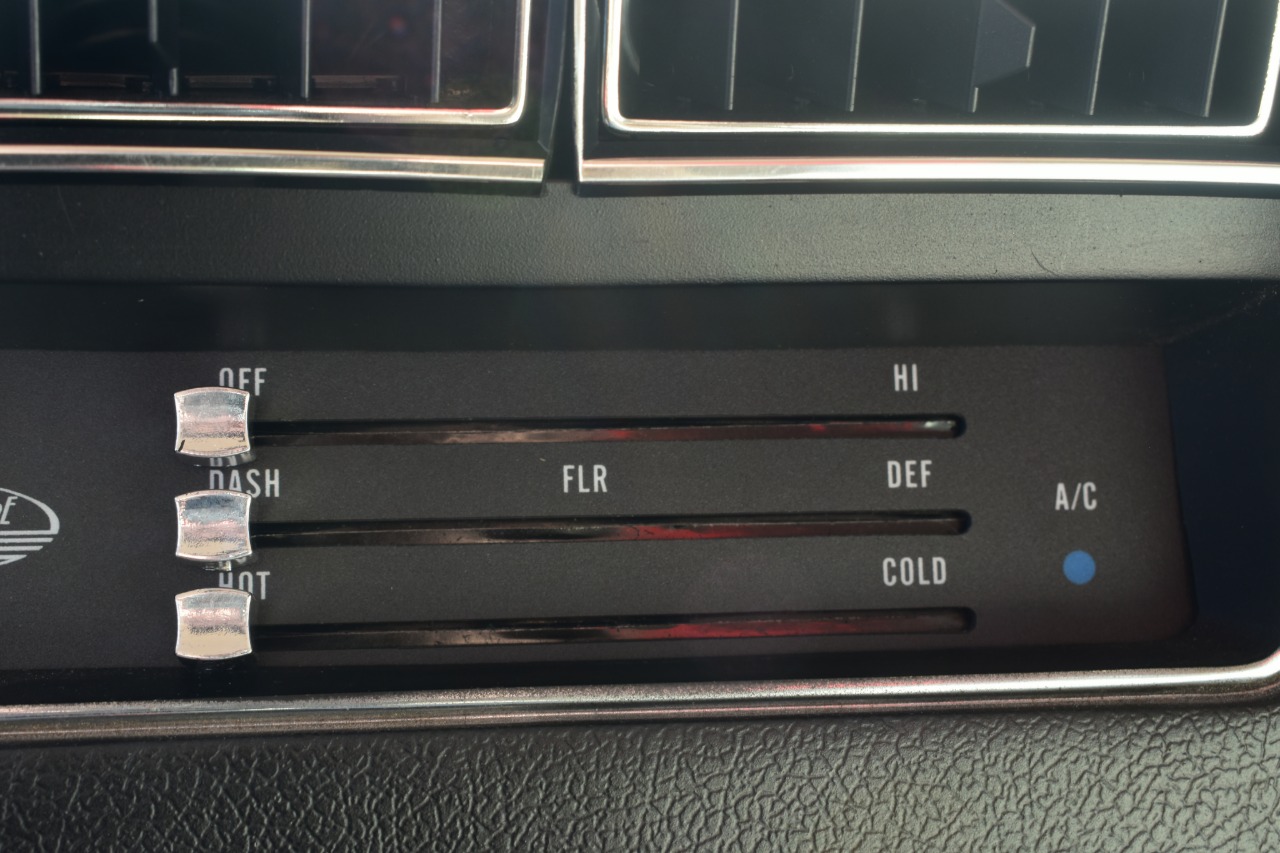 OFF HI
DASH FLR DEF
A/C
HOT COLD